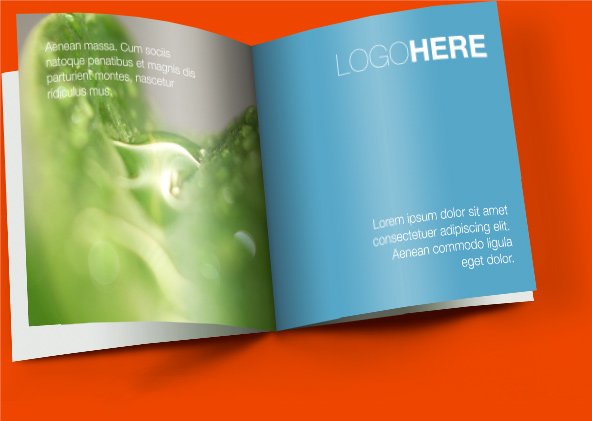 Aenean massa. Cum sociis
natoque penatibus et magnis dis
parturient montes, nascetur
ridiculus mus.
LOGOHERE
Lorem ipsum dolor sit amet
consectetuer adipiscing elit.
Aenean commodo ligula
eget dolor.